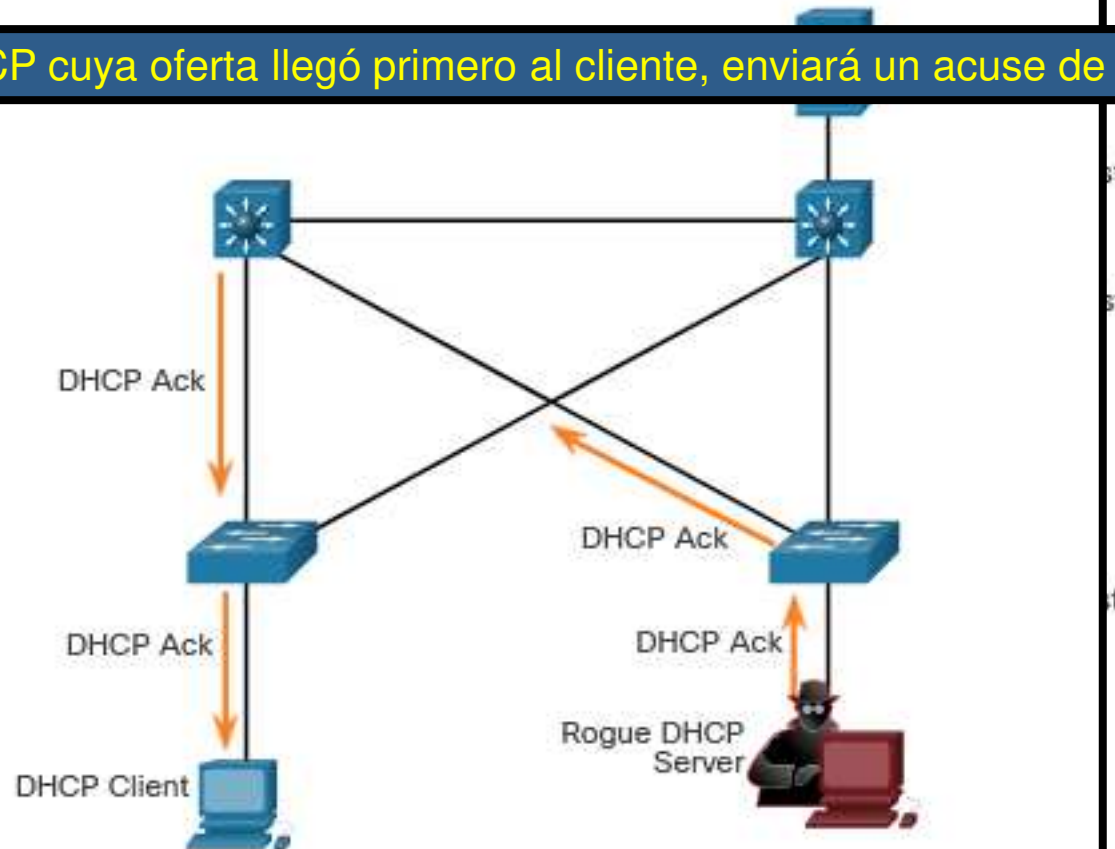 CP cuya oferta llegó primero al cliente, enviará un acuse de
DHCP Ack
DHCP Ack
DHCP Ack
DHCP Ack
Rogue DHCP
Server
DHCP Client